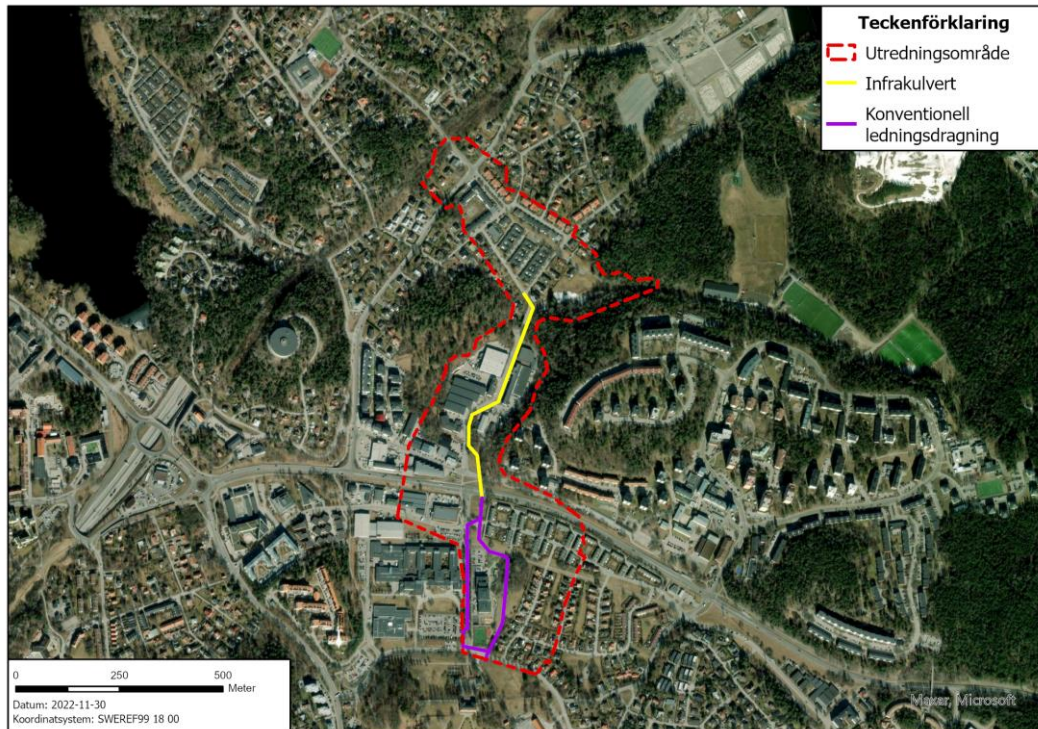 Teckenförklaring
Utredningsområde
Infrakulvert
Konventionell
ledningsdragning
0 250 500
Meter
Datum: 2022-11-30
Koordinatsystem: SWEREF99 18 00
Maxar, Microsoft